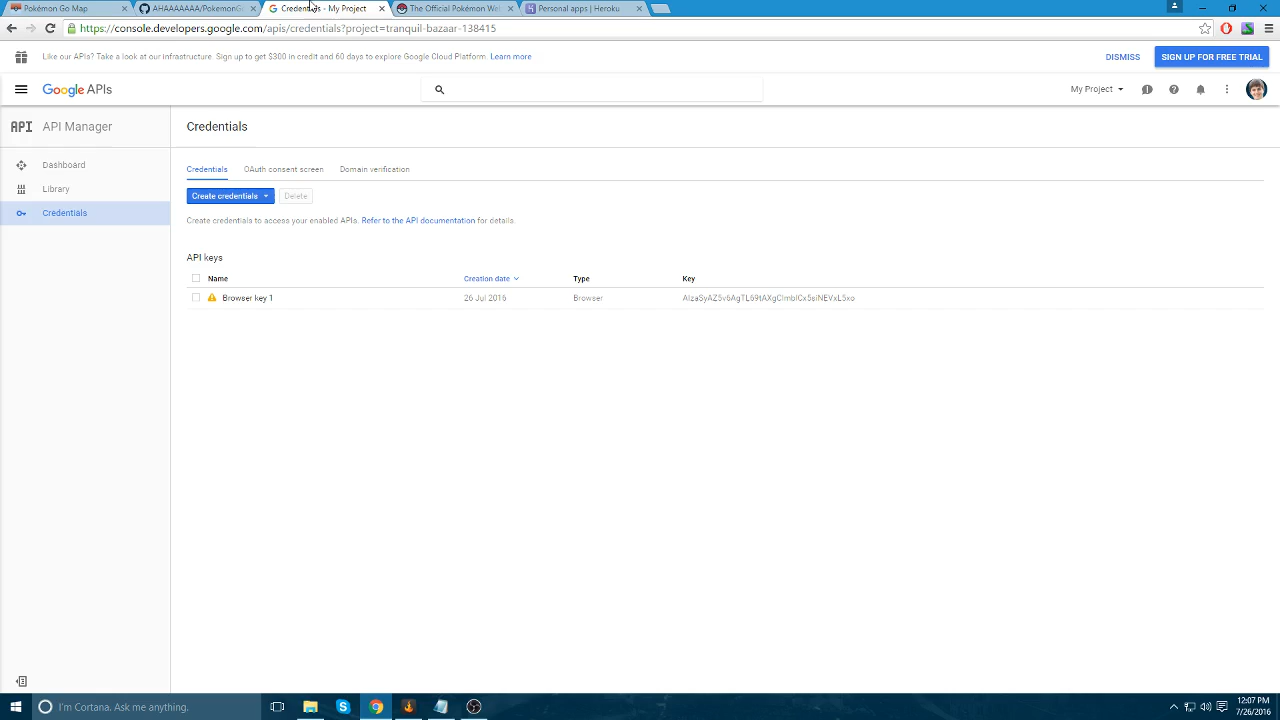 Pokémon Go Map
AHAAAAAAA/PokemonG
Credentials - My Project
The Official Pokémon Web
Personal apps | Heroku
https://console.developers.google.com/apis/credentials?project=tranquil-bazaar-138415
Like our APIs? Take a look at our infrastructure. Sign up to get $300 in credit and 60 days to explore Google Cloud Platform. Learn more
DISMISS
SIGN UP FOR FREE TRIAL
Google APIs
My Project
API API Manager
Credentials
Dashboard
Library
Credentials
Credentials OAuth consent screen Domain verification
Create credentials Delete
Create credentials to access your enabled APIs. Refer to the API documentation for details.
API keys
Name Creation date Type Key
Browser key 1 26 Jul 2016 Browser
I'm Cortana. Ask me anything.
12:07 PM
7/26/2016